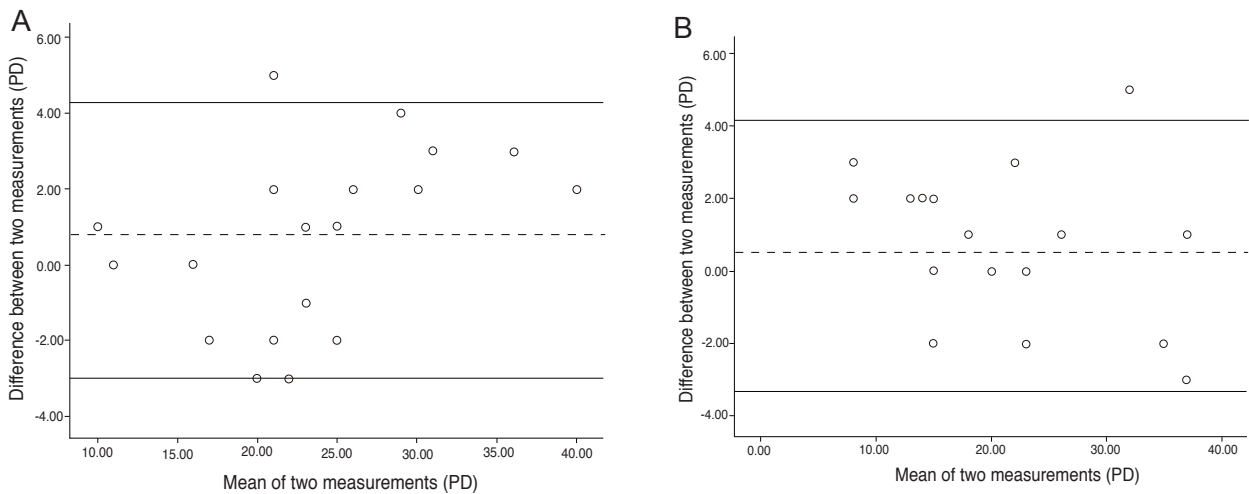 A
Difference between two measurements (PD)
6.00
4.00
2.00
0.00
-2.00
-4.00
10.00 15.00 20.00 25.00 30.00 35.00 40.00
Mean of two measurements (PD)
B
Difference between two measurements (PD)
6.00
4.00
2.00
0.00
-2.00
-4.00
0.00 10.00 20.00 30.00 40.00
Mean of two measurements (PD)